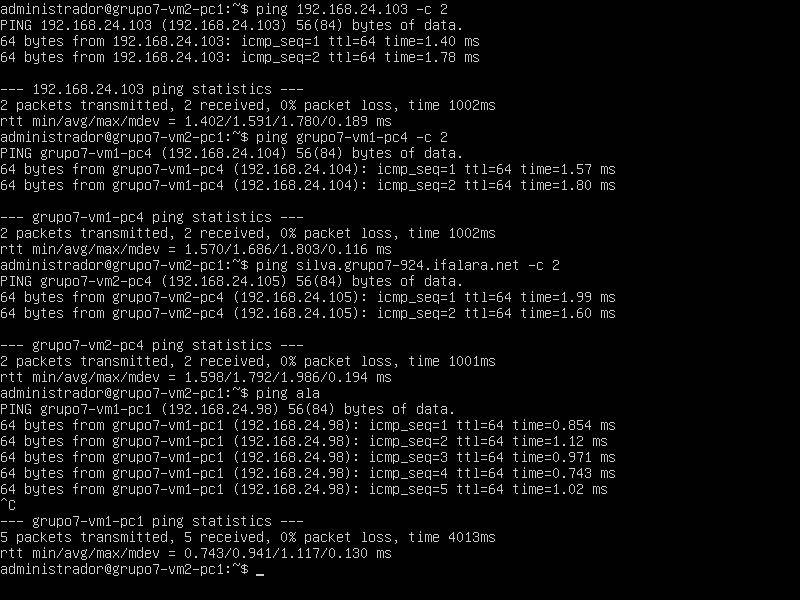 administrador@grupo7-vm2-pc1:~$ ping 192.168.24.103 -c 2
PING 192.168.24.103 (192.168.24.103) 56(84) bytes of data.
64 bytes from 192.168.24.103: icmp_seq=1 ttl=64 time=1.40 ms
64 bytes from 192.168.24.103: icmp_seq=2 ttl=64 time=1.78 ms

--- 192.168.24.103 ping statistics ---
2 packets transmitted, 2 received, 0% packet loss, time 1002ms
rtt min/avg/max/mdev = 1.402/1.591/1.780/0.189 ms
administrador@grupo7-vm2-pc1:~$ ping grupo7-vm1-pc4 -c 2
PING grupo7-vm1-pc4 (192.168.24.104) 56(84) bytes of data.
64 bytes from grupo7-vm1-pc4 (192.168.24.104): icmp_seq=1 ttl=64 time=1.57 ms
64 bytes from grupo7-vm1-pc4 (192.168.24.104): icmp_seq=2 ttl=64 time=1.80 ms

--- grupo7-vm1-pc4 ping statistics ---
2 packets transmitted, 2 received, 0% packet loss, time 1002ms
rtt min/avg/max/mdev = 1.570/1.686/1.803/0.116 ms
administrador@grupo7-vm2-pc1:~$ ping silva.grupo7-924.ifalara.net -c 2
PING grupo7-vm2-pc4 (192.168.24.105) 56(84) bytes of data.
64 bytes from grupo7-vm2-pc4 (192.168.24.105): icmp_seq=1 ttl=64 time=1.99 ms
64 bytes from grupo7-vm2-pc4 (192.168.24.105): icmp_seq=2 ttl=64 time=1.60 ms

--- grupo7-vm2-pc4 ping statistics ---
2 packets transmitted, 2 received, 0% packet loss, time 1001ms
rtt min/avg/max/mdev = 1.598/1.792/1.986/0.194 ms
administrador@grupo7-vm2-pc1:~$ ping ala
PING grupo7-vm1-pc1 (192.168.24.98) 56(84) bytes of data.
64 bytes from grupo7-vm1-pc1 (192.168.24.98): icmp_seq=1 ttl=64 time=0.854 ms
64 bytes from grupo7-vm1-pc1 (192.168.24.98): icmp_seq=2 ttl=64 time=1.12 ms
64 bytes from grupo7-vm1-pc1 (192.168.24.98): icmp_seq=3 ttl=64 time=0.971 ms
64 bytes from grupo7-vm1-pc1 (192.168.24.98): icmp_seq=4 ttl=64 time=0.743 ms
64 bytes from grupo7-vm1-pc1 (192.168.24.98): icmp_seq=5 ttl=64 time=1.02 ms
^C
--- grupo7-vm1-pc1 ping statistics ---
5 packets transmitted, 5 received, 0% packet loss, time 4013ms
rtt min/avg/max/mdev = 0.743/0.941/1.117/0.130 ms
administrador@grupo7-vm2-pc1:~$ _